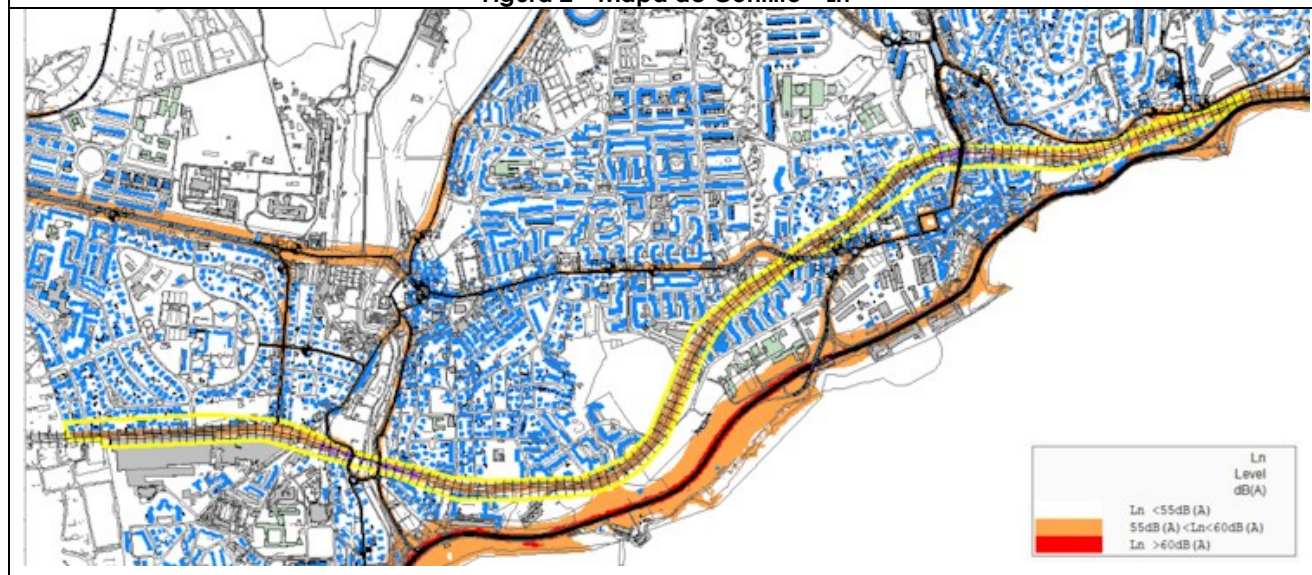 Ln
Level
dB(A)
Ln <55dB(A)
55dB(A)<Ln<60dB(A)
Ln >60dB(A)